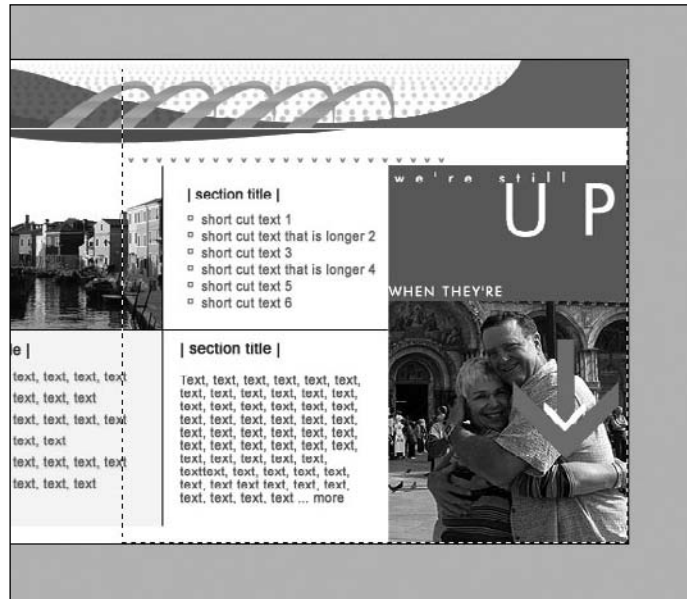 we're still
UP
WHEN THEY'RE
| section title |
short cut text 1
short cut text that is longer 2
short cut text 3
short cut text that is longer 4
short cut text 5
short cut text 6
le |
text, text, text, text
text, text, text
text, text, text, text
text, text
text, text, text, text
text, text, text
| section title |
Text, text, text, text, text, text,
text, text, text, text, text, text,
text, text, text, text, text, text,
text, text, text, text, text, text,
text, text, text, text, text, text,
text, text, text, text, text, text,
text, text, text, text, text,
texttext, text, text, text, text,
text, text text, text, text, text,
text, text, text, text ... more